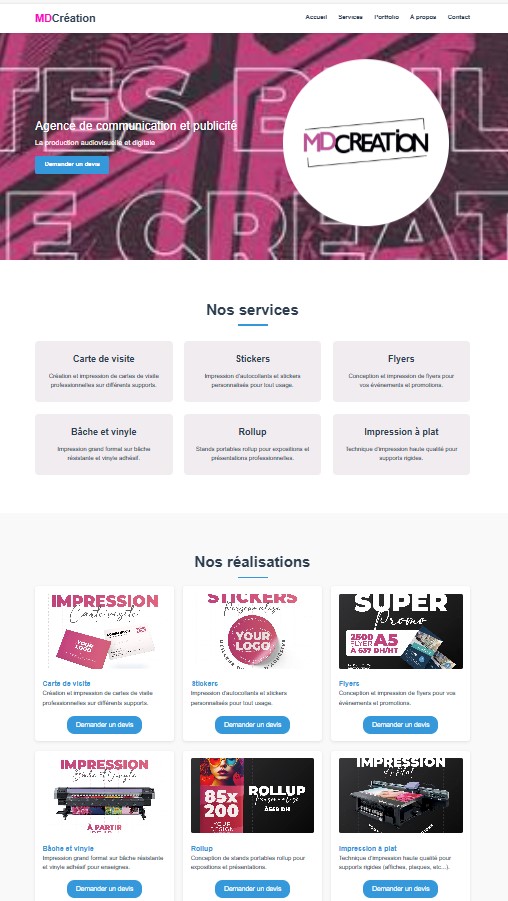 MDCréation
Accueil Services Portfolio À propos Contact
Agence de communication et publicité
La production audiovisuelle et digitale
Demander un devis
MDCREATION
Nos services
Carte de visite
Création et impression de cartes de visite
professionnelles sur différents supports.
Stickers
Impression d'autocollants et stickers
personnalisés pour tout usage.
Flyers
Conception et impression de flyers pour
vos événements et promotions.
Bâche et vinyle
Impression grand format sur bâche
résistante et vinyle adhésif.
Rollup
Stands portables rollup pour expositions et
présentations professionnelles.
Impression à plat
Technique d'impression haute qualité pour
supports rigides.
Nos réalisations
IMPRESSION
Carte visite
YOUR
LOGO
Carte de visite
Création et impression de cartes de visite
professionnelles sur différents supports.
Demander un devis
STICKERS
Personnalisé
YOUR
LOGO
Stickers
Impression d'autocollants et stickers
personnalisés pour tout usage.
Demander un devis
SUPER
Promo
2500
FLYER A5
À 637 DH/HT
Flyers
Conception et impression de flyers pour vos
événements et promotions.
Demander un devis
IMPRESSION
Bâche et Vinyle
À PARTIR
Bâche et vinyle
Impression grand format sur bâche résistante
et vinyle adhésif pour enseignes.
Demander un devis
85x
200
YOUR
DESIGN
ROLLUP
Personnalisé
Rollup
Conception de stands portables rollup pour
expositions et présentations.
Demander un devis
IMPRESSION
Impression à plat
Technique d'impression haute qualité pour
supports rigides (affiches, plaques, etc...).
Demander un devis